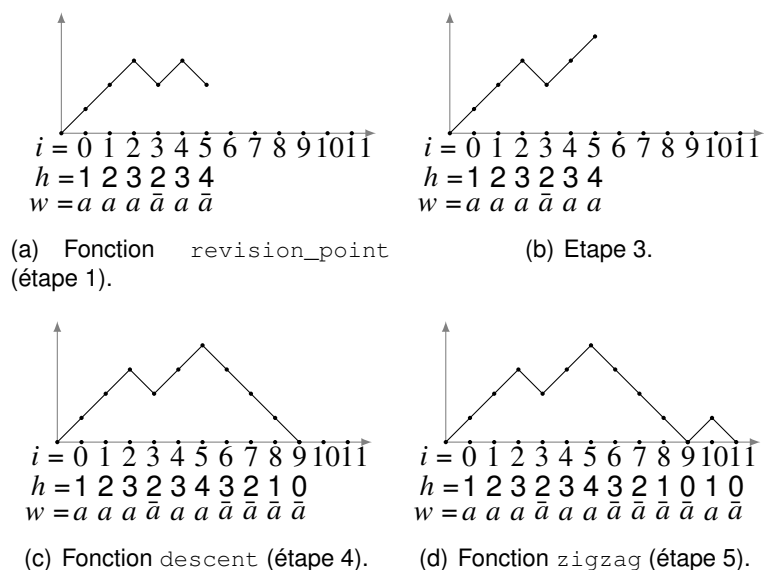 i = 0 1 2 3 4 5 6 7 8 9 10 11
h = 1 2 3 2 3 4
w = a a a ā a ā
(a) Fonction revision_point
(étape 1).
i = 0 1 2 3 4 5 6 7 8 9 10 11
h = 1 2 3 2 3 4
w = a a a ā a a
(b) Etape 3.
i = 0 1 2 3 4 5 6 7 8 9 10 11
h = 1 2 3 2 3 4 3 2 1 0
w = a a a ā a a ā ā ā ā
(c) Fonction descent (étape 4).
i = 0 1 2 3 4 5 6 7 8 9 10 11
h = 1 2 3 2 3 4 3 2 1 0 1 0
w = a a a ā a a ā ā ā ā a ā
(d) Fonction zigzag (étape 5).